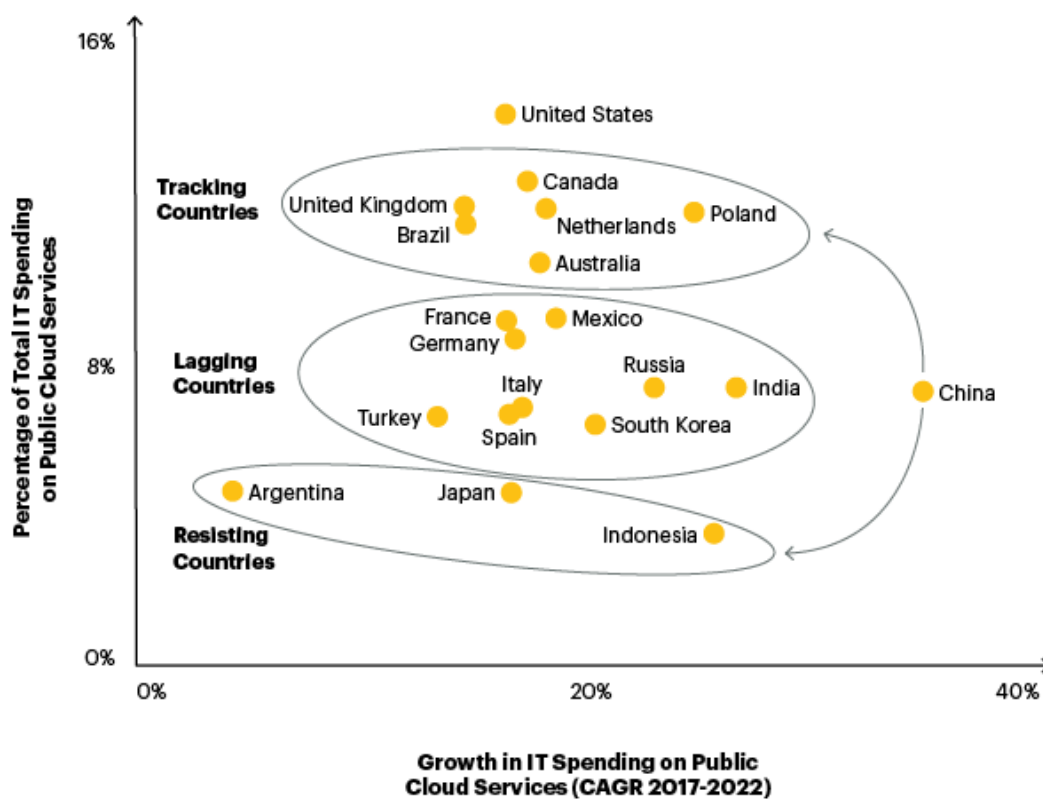 16%
United States
Tracking
Countries
Canada
United Kingdom
Netherlands
Poland
Brazil
Australia
Percentage of Total IT Spending
on Public Cloud Services
France
Mexico
Germany
8%
Lagging
Countries
Russia
Italy
India
China
Turkey
Spain
South Korea
Argentina
Japan
Resisting
Countries
Indonesia
0%
0%
20%
40%
Growth in IT Spending on Public
Cloud Services (CAGR 2017-2022)